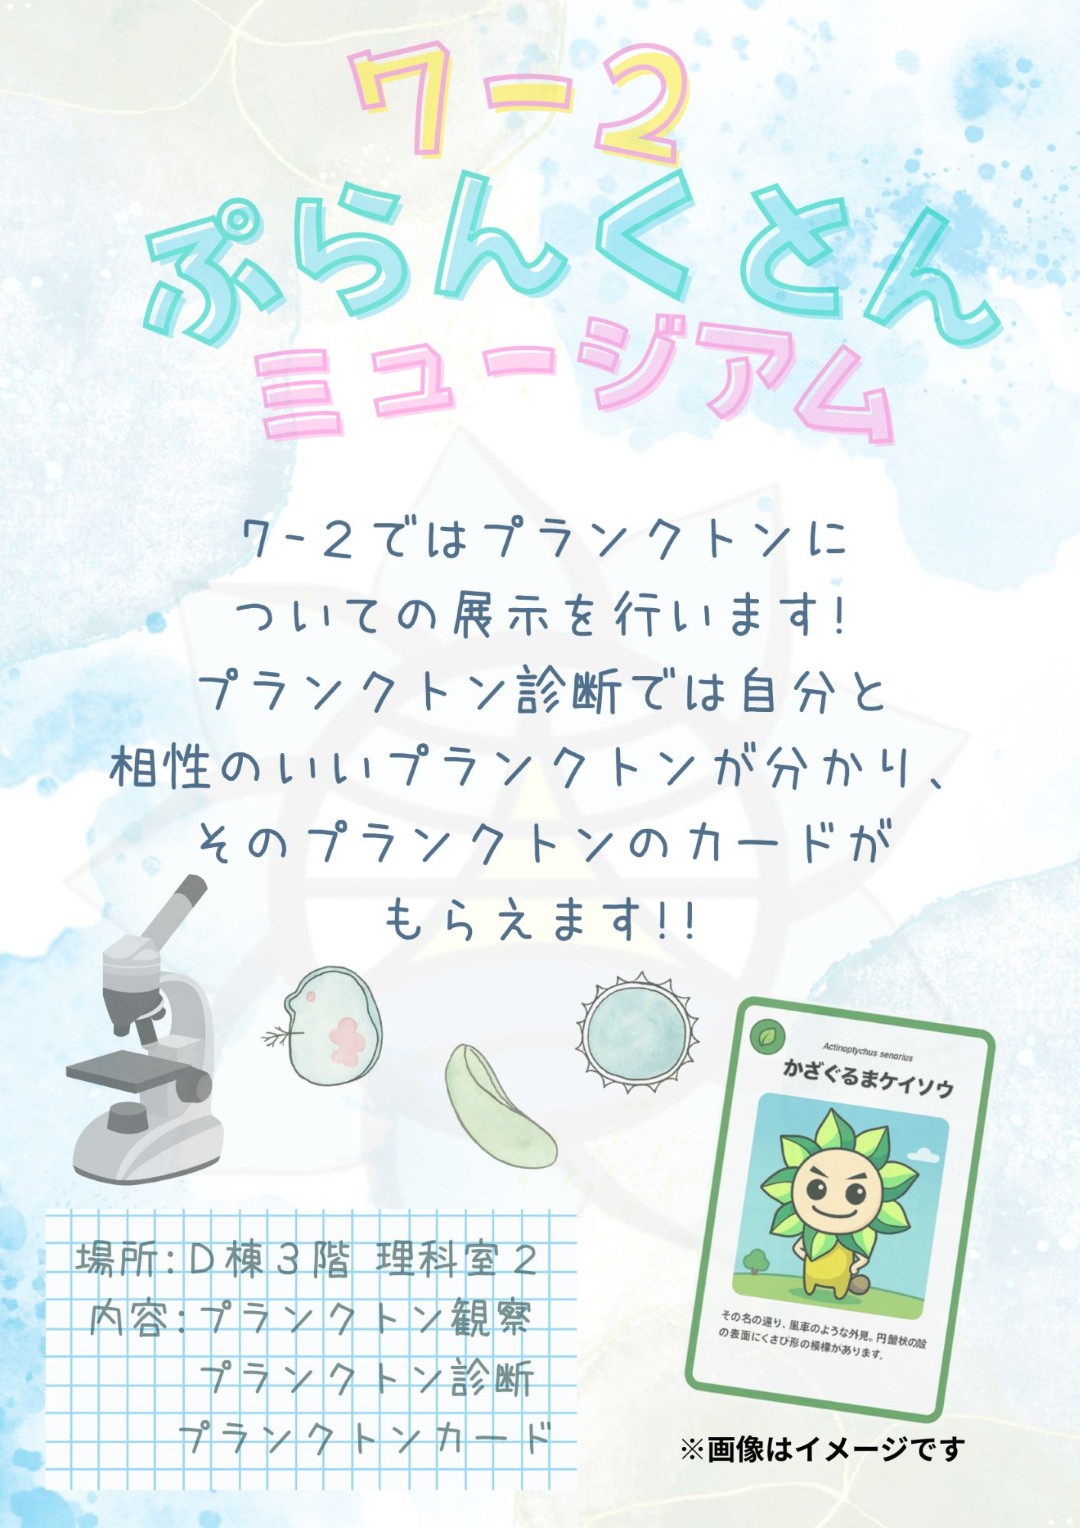 7-2
ぷらんくとん
ミュージアム
7-2ではプランクトンに
ついての展示を行います!
プランクトン診断では自分と
相性のいいプランクトンが分かり、
そのプランクトンのカードが
もらえます!!
Actinoptychus senarius
かざぐるまケイソウ
その名の通り、風車のような外見。円盤状の殻
の表面にくさび形の模様があります。
場所:D棟3階 理科室2
内容:プランクトン観察
プランクトン診断
プランクトンカード
※画像はイメージです